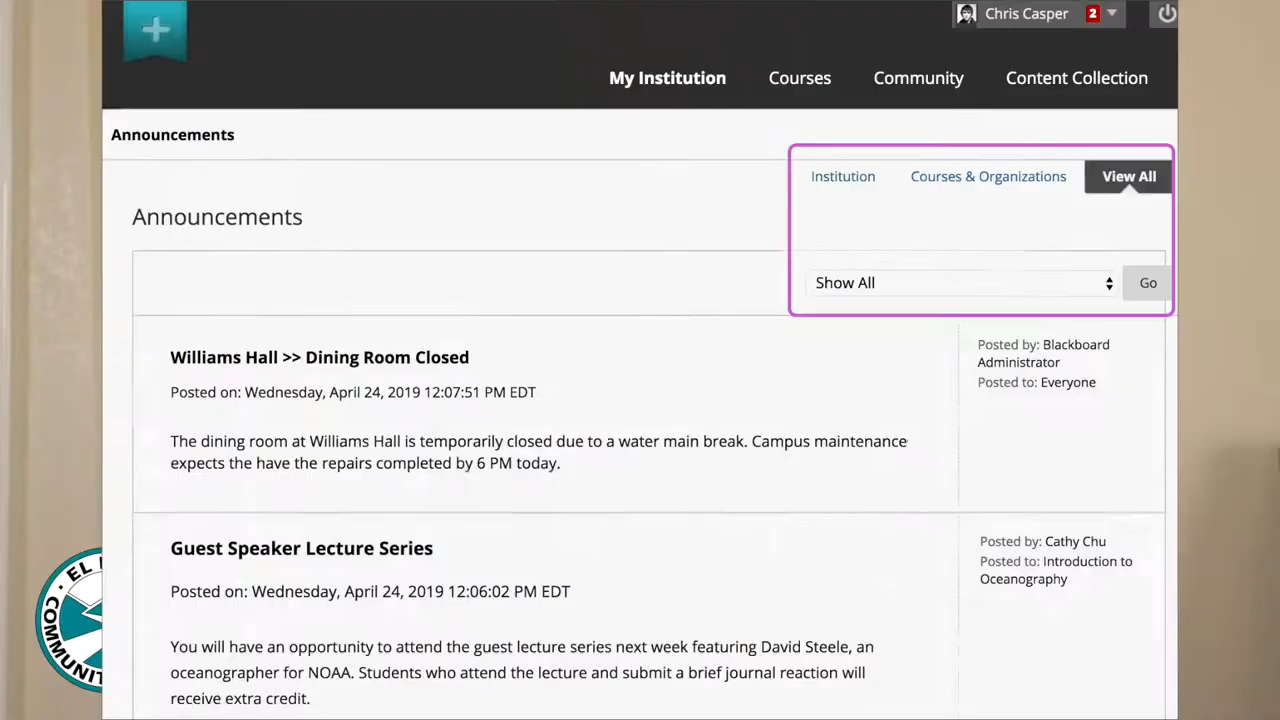 Chris Casper 2
My Institution Courses Community Content Collection
Announcements
Institution Courses & Organizations View All
Announcements
Show All Go
Williams Hall >> Dining Room Closed
Posted on: Wednesday, April 24, 2019 12:07:51 PM EDT
The dining room at Williams Hall is temporarily closed due to a water main break. Campus maintenance
expects the have the repairs completed by 6 PM today.
Posted by: Blackboard
Administrator
Posted to: Everyone
Guest Speaker Lecture Series
Posted on: Wednesday, April 24, 2019 12:06:02 PM EDT
You will have an opportunity to attend the guest lecture series next week featuring David Steele, an
oceanographer for NOAA. Students who attend the lecture and submit a brief journal reaction will
receive extra credit.
Posted by: Cathy Chu
Posted to: Introduction to
Oceanography
EL